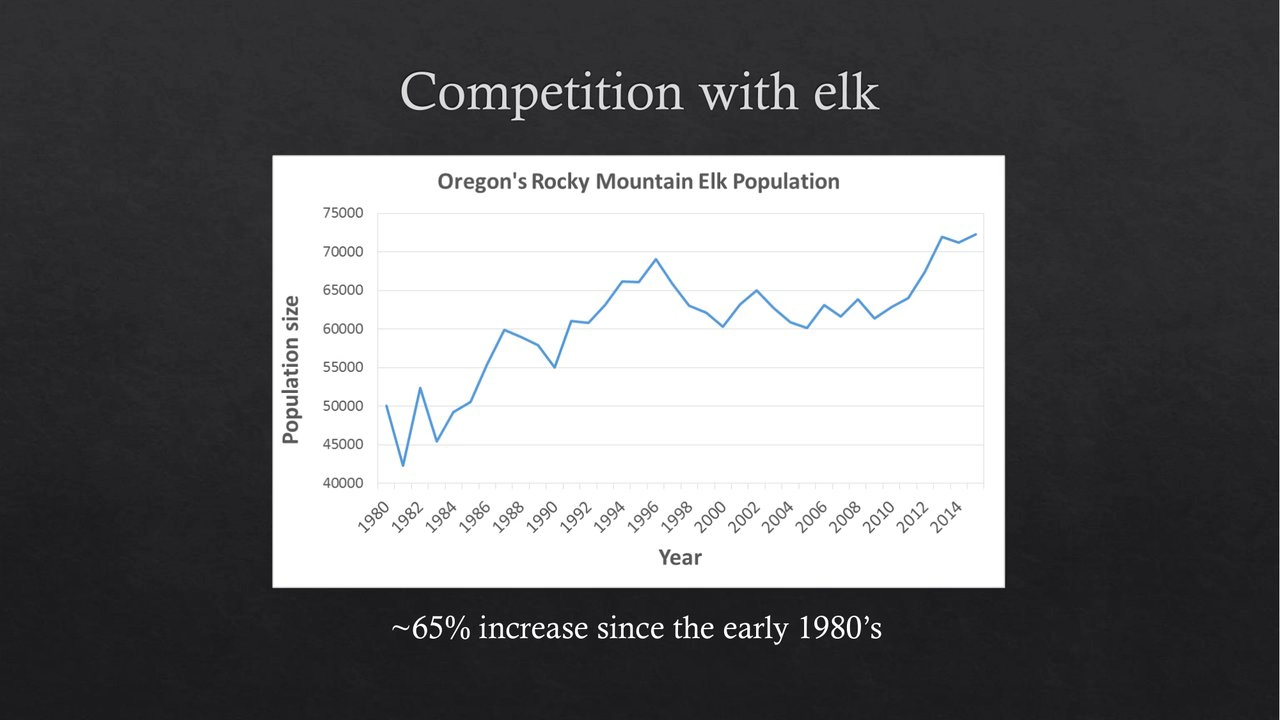 Competition with elk
Oregon's Rocky Mountain Elk Population
75000
70000
65000
60000
55000
50000
45000
40000
Population size
1980 1982 1984 1986 1988 1990 1992 1994 1996 1998 2000 2002 2004 2006 2008 2010 2012 2014
Year
~65% increase since the early 1980’s